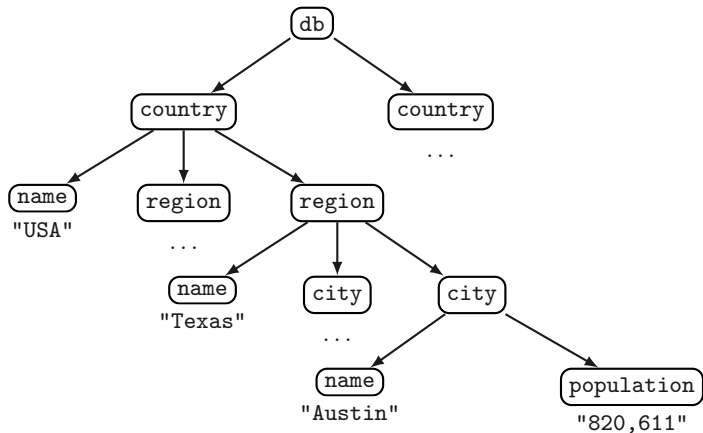 db
country
country
...
name
region
region
"USA"
...
name
city
city
"Texas"
...
name
population
"Austin"
"820,611"